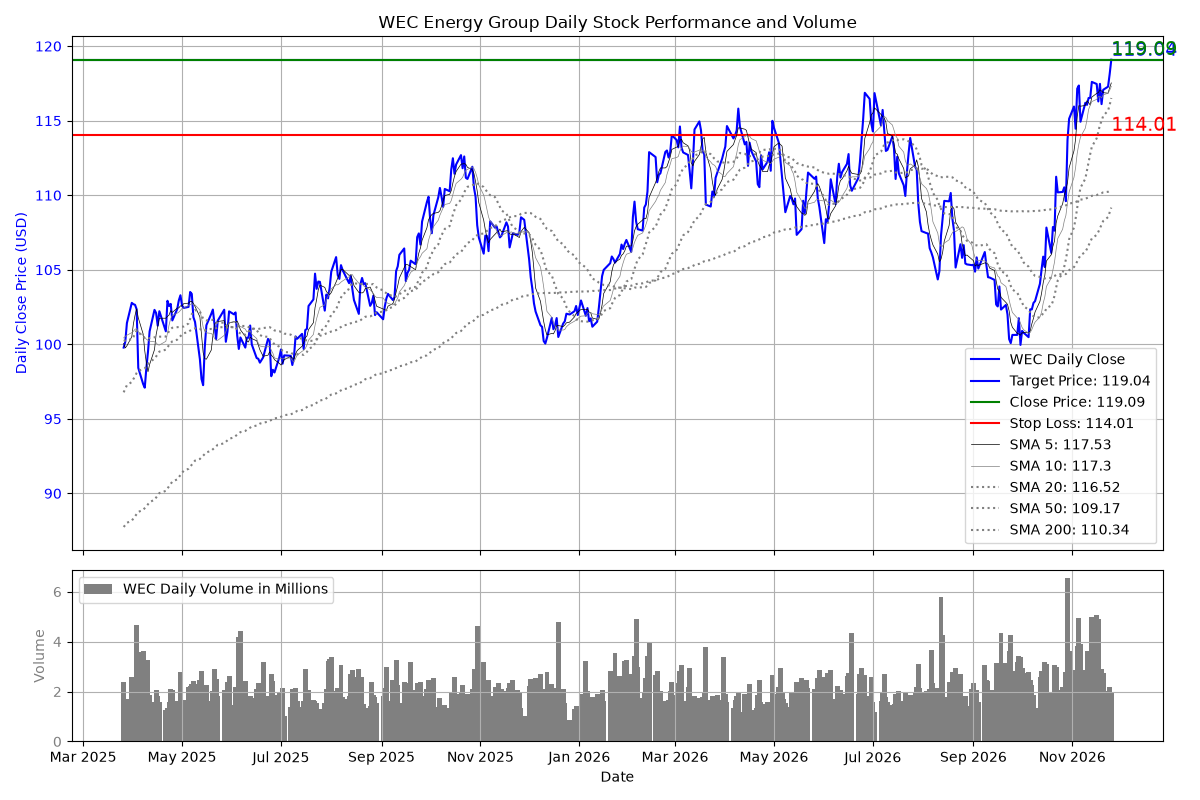 WEC Energy Group Daily Stock Performance and Volume
120
115
110
105
100
95
90
Daily Close Price (USD)
119.09
119.04
114.01
WEC Daily Close
Target Price: 119.04
Close Price: 119.09
Stop Loss: 114.01
SMA 5: 117.53
SMA 10: 117.3
SMA 20: 116.52
SMA 50: 109.17
SMA 200: 110.34
WEC Daily Volume in Millions
6
4
2
0
Volume
Mar 2025 May 2025 Jul 2025 Sep 2025 Nov 2025 Jan 2026 Mar 2026 May 2026 Jul 2026 Sep 2026 Nov 2026
Date